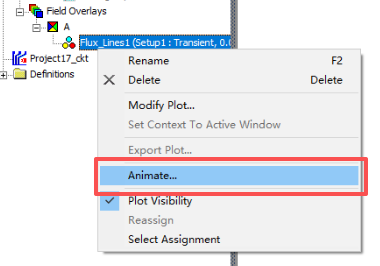 Field Overlays
A
Flux_Lines1 (Setup1 : Transient, 0.0
Project17_ckt
Definitions
Rename F2
Delete Delete
Modify Plot...
Set Context To Active Window
Export Plot...
Animate...
Plot Visibility
Reassign
Select Assignment